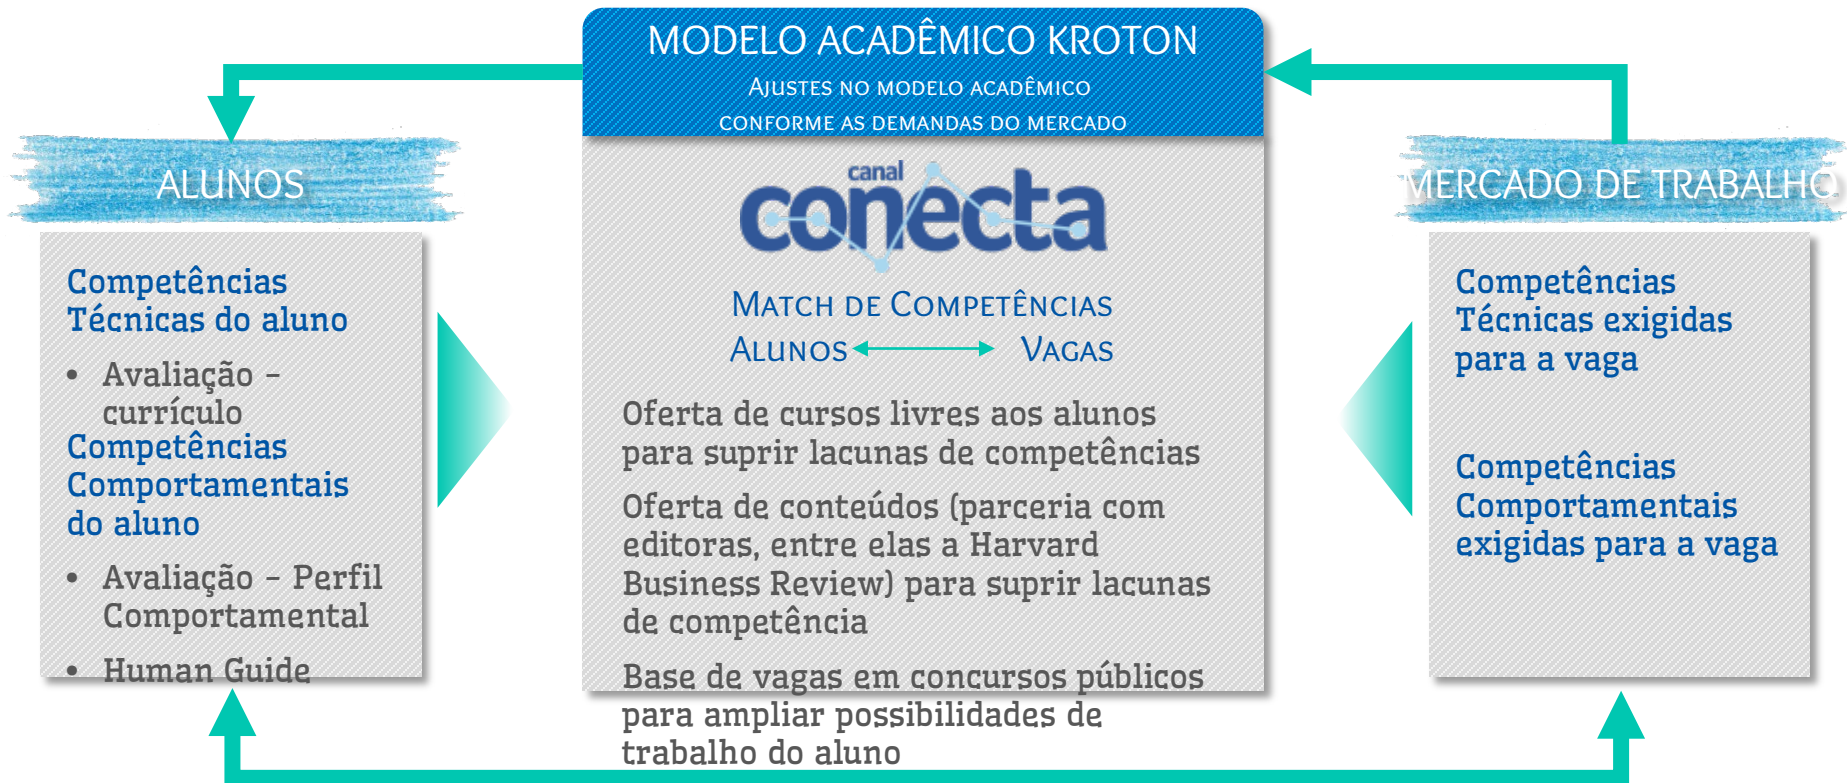 MODELO ACADÊMICO KROTON
AJUSTES NO MODELO ACADÊMICO
CONFORME AS DEMANDAS DO MERCADO
ALUNOS
Competências
Técnicas do aluno
• Avaliação –
currículo
Competências
Comportamentais
do aluno
• Avaliação – Perfil
Comportamental
• Human Guide
canal
conecta
MATCH DE COMPETÊNCIAS
ALUNOS VAGAS
Oferta de cursos livres aos alunos
para suprir lacunas de competências
Oferta de conteúdos (parceria com
editoras, entre elas a Harvard
Business Review) para suprir lacunas
de competência
Base de vagas em concursos públicos
para ampliar possibilidades de
trabalho do aluno
MERCADO DE TRABALHO
Competências
Técnicas exigidas
para a vaga
Competências
Comportamentais
exigidas para a vaga